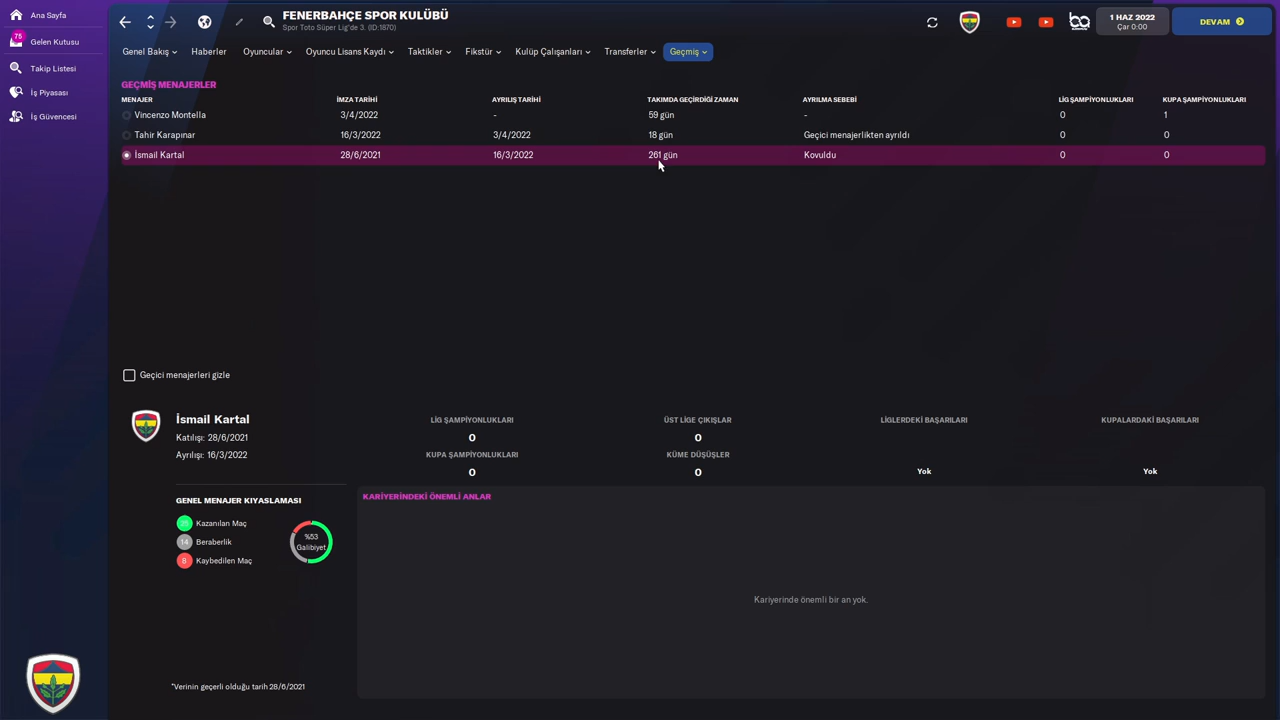 Ana Sayfa
75
Gelen Kutusu
Takip Listesi
İş Piyasası
İş Güvencesi
FENERBAHÇE SPOR KULÜBÜ
Spor Toto Süper Lig'de 3. (ID:1870)
1 HAZ 2022
Çar 0:00
DEVAM
Genel Bakış
Haberler
Oyuncular
Oyuncu Lisans Kaydı
Taktikler
Fikstür
Kulüp Çalışanları
Transferler
Geçmiş
GEÇMİŞ MENAJERLER
MENAJER İMZA TARİHİ AYRILIŞ TARİHİ TAKIMDA GEÇİRDİĞİ ZAMAN AYRILMA SEBEBİ LİG ŞAMPİYONLUKLARI KUPA ŞAMPİYONLUKLARI
Vincenzo Montella 3/4/2022 - 59 gün - 0 1
Tahir Karapınar 16/3/2022 3/4/2022 18 gün Geçici menajerlikten ayrıldı 0 0
İsmail Kartal 28/6/2021 16/3/2022 261 gün Kovuldu 0 0
Geçici menajerleri gizle
İsmail Kartal
Katılışı: 28/6/2021
Ayrılışı: 16/3/2022
LİG ŞAMPİYONLUKLARI
0
KUPA ŞAMPİYONLUKLARI
0
ÜST LİGE ÇIKIŞLAR
0
KÜME DÜŞÜŞLER
0
LİGLERDEKİ BAŞARILARI
Yok
KUPALARDAKİ BAŞARILARI
Yok
GENEL MENAJER KIYASLAMASI
Kazanılan Maç
14 Beraberlik
8 Kaybedilen Maç
%53
Galibiyet
KARİYERİNDEKİ ÖNEMLİ ANLAR
Kariyerinde önemli bir an yok.
*Verinin geçerli olduğu tarih 28/6/2021